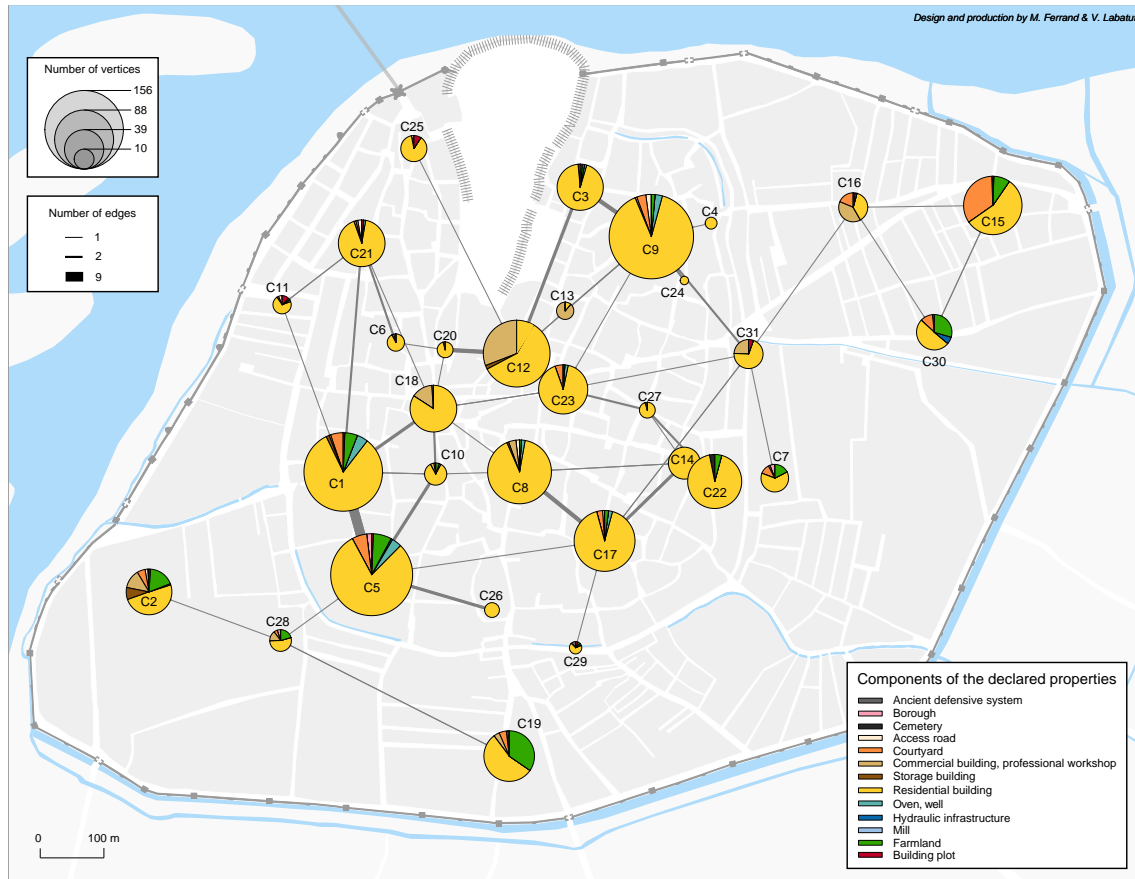 Design and production by M. Ferrand & V. Labatut
Number of vertices
156
88
39
10
Number of edges
1
2
9
C25
C3
C4
C16
C15
C9
C21
C24
C11
C13
C6
C20
C31
C30
C12
C18
C23
C27
C10
C14
C1
C8
C22
C7
C17
C5
C2
C26
C28
C29
C19
Components of the declared properties
Ancient defensive system
Borough
Cemetery
Access road
Courtyard
Commercial building, professional workshop
Storage building
Residential building
Oven, well
Hydraulic infrastructure
Mill
Farmland
Building plot
0 100 m